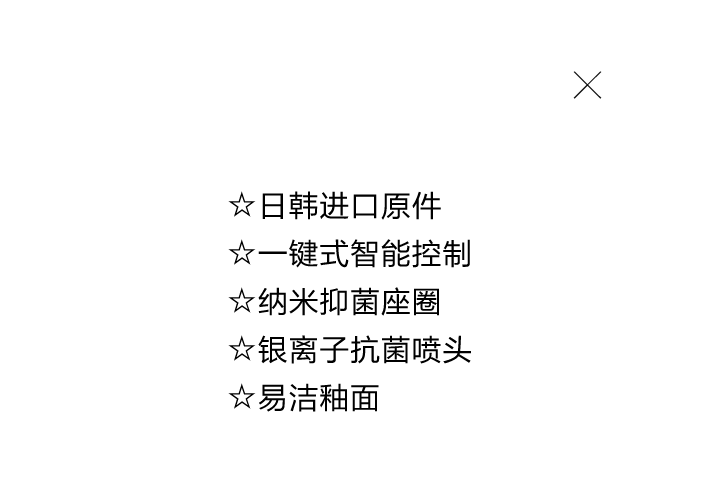 ☆日韩进口原件
☆一键式智能控制
☆纳米抑菌座圈
☆银离子抗菌喷头
☆易洁釉面